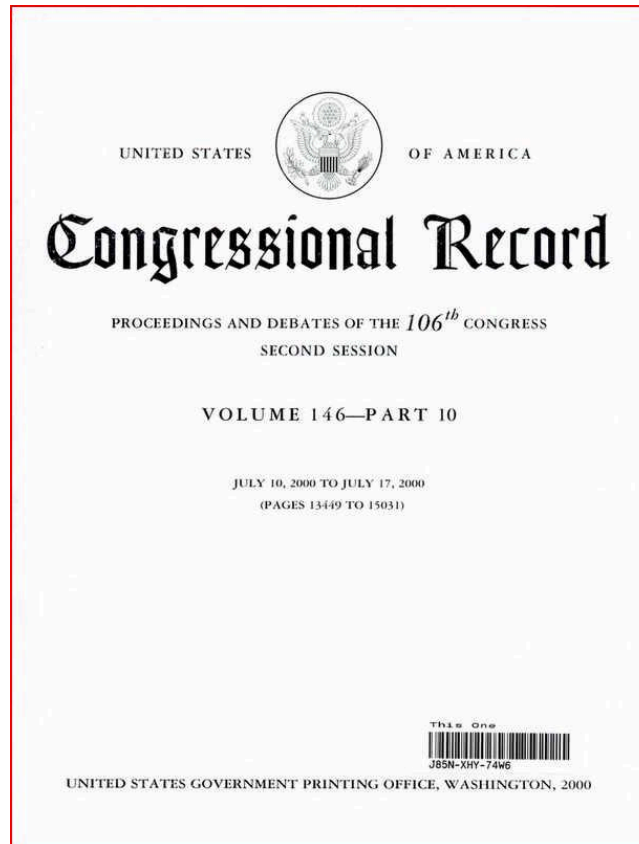 UNITED STATES OF AMERICA
Congressional Record
PROCEEDINGS AND DEBATES OF THE 106th CONGRESS
SECOND SESSION
VOLUME 146—PART 10
JULY 10, 2000 TO JULY 17, 2000
(PAGES 13449 TO 15031)
This One
J85N-XHY-74W6
UNITED STATES GOVERNMENT PRINTING OFFICE, WASHINGTON, 2000